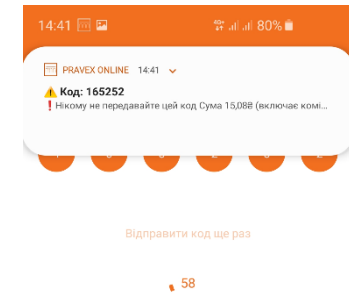 14:41 80%
PRAVEX ONLINE 14:41
⚠️ Код: 165252
❗ Нікому не передавайте цей код Сума 15,08₴ (включає комі...
Відправити код ще раз
58